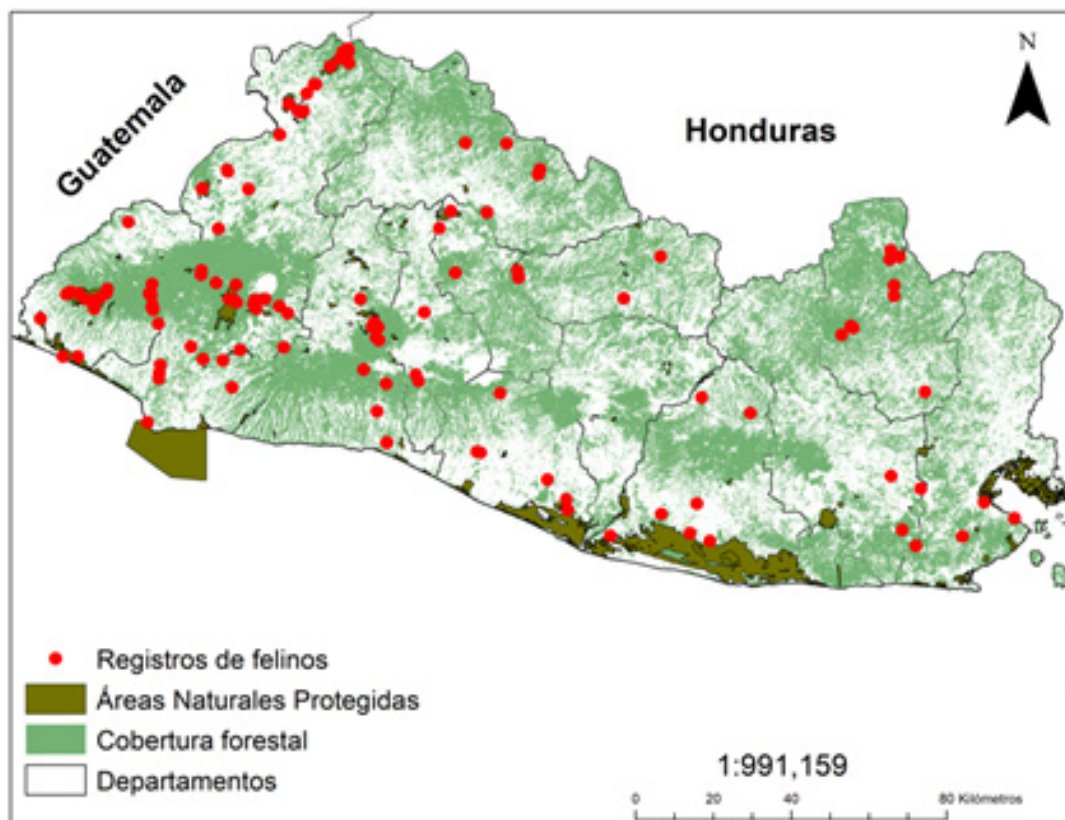 N
Guatemala
Honduras
Registros de felinos
Áreas Naturales Protegidas
Cobertura forestal
Departamentos
1:991,159
0 20 40 80 Kilómetros